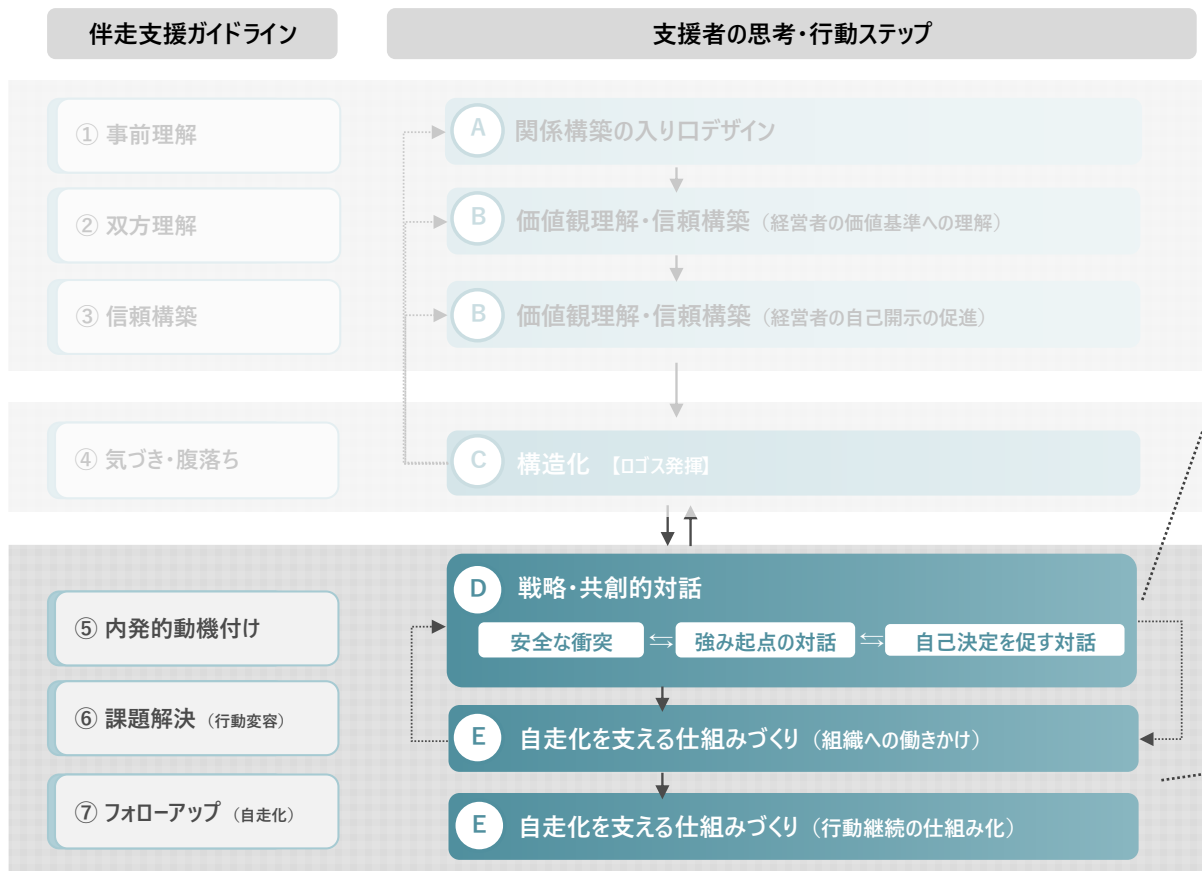 伴走支援ガイドライン
支援者の思考・行動ステップ
① 事前理解
A 関係構築の入り口デザイン
② 双方理解
B 価値観理解・信頼構築（経営者の価値基準への理解）
③ 信頼構築
B 価値観理解・信頼構築（経営者の自己開示の促進）
④ 気づき・腹落ち
C 構造化 【ロゴス発揮】
⑤ 内発的動機付け
D 戦略・共創的対話
安全な衝突 ⇆ 強み起点の対話 ⇆ 自己決定を促す対話
⑥ 課題解決（行動変容）
E 自走化を支える仕組みづくり（組織への働きかけ）
⑦ フォローアップ（自走化）
E 自走化を支える仕組みづくり（行動継続の仕組み化）